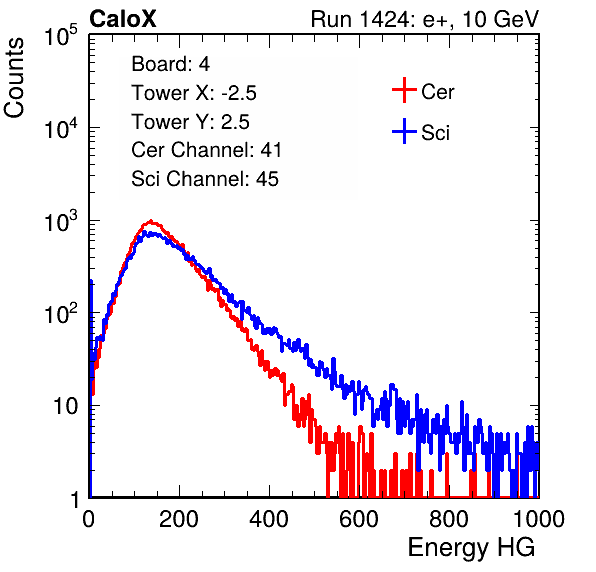 CaloX Run 1424: e+, 10 GeV
Counts
Board: 4
Tower X: -2.5
Tower Y: 2.5
Cer Channel: 41
Sci Channel: 45
Cer
Sci
10^5
10^4
10^3
10^2
10
1
0 200 400 600 800 1000
Energy HG